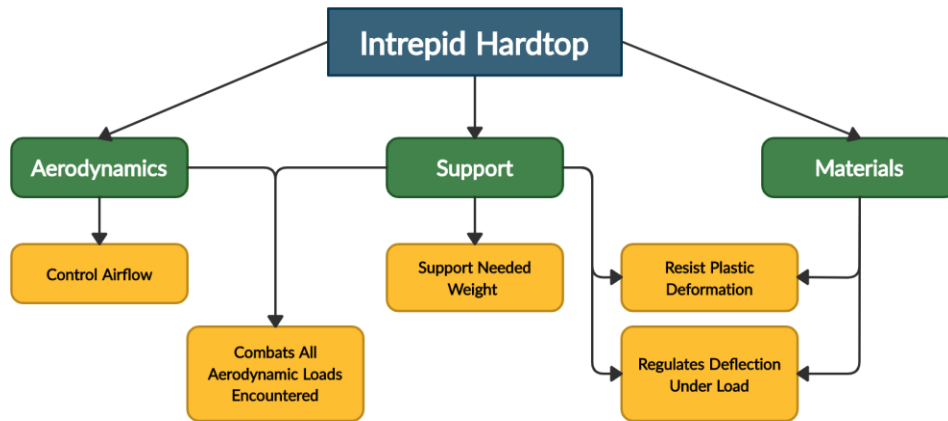 Intrepid Hardtop
Aerodynamics
Support
Materials
Control Airflow
Support Needed
Weight
Resist Plastic
Deformation
Combats All
Aerodynamic Loads
Encountered
Regulates Deflection
Under Load